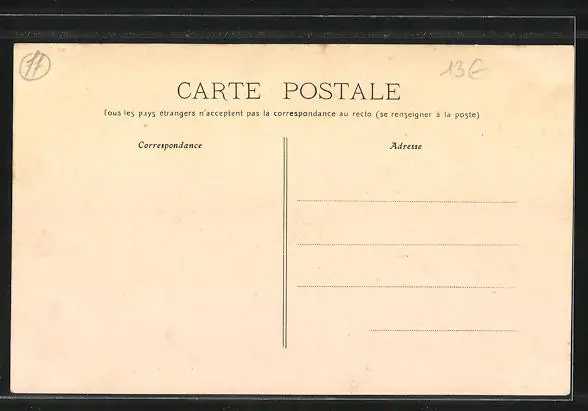 77
13€
CARTE POSTALE
Tous les pays étrangers n'acceptent pas la correspondance au recto (se renseigner à la poste)
Correspondance
Adresse